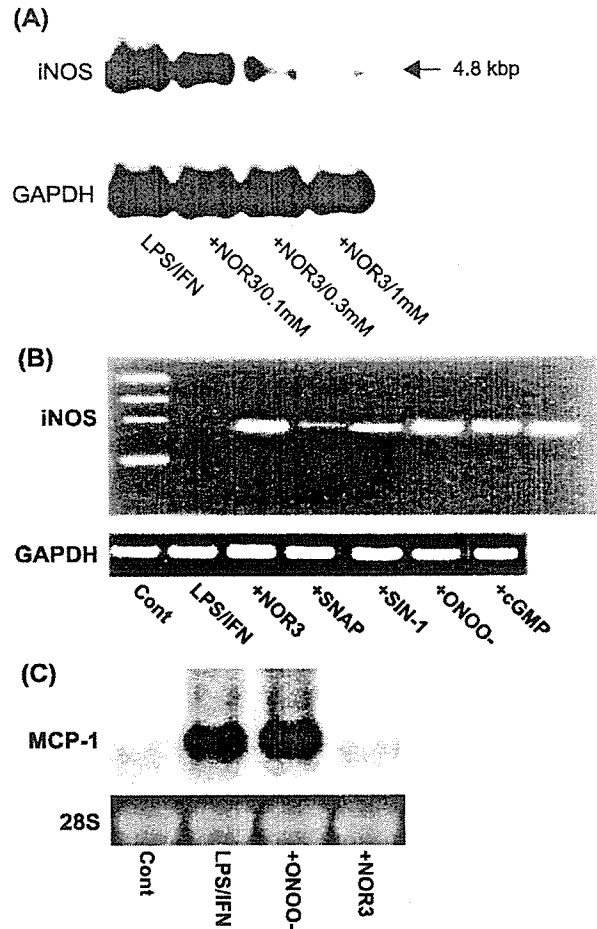 (A)
iNOS
4.8 kbp
GAPDH
LPS/IFN
+NOR3/0.1mM
+NOR3/0.3mM
+NOR3/1mM
(B)
iNOS
GAPDH
Cont
LPS/IFN
+NOR3
+SNAP
+SIN-1
+ONOO-
+cGMP
(C)
MCP-1
28S
Cont
LPS/IFN
+ONOO-
+NOR3